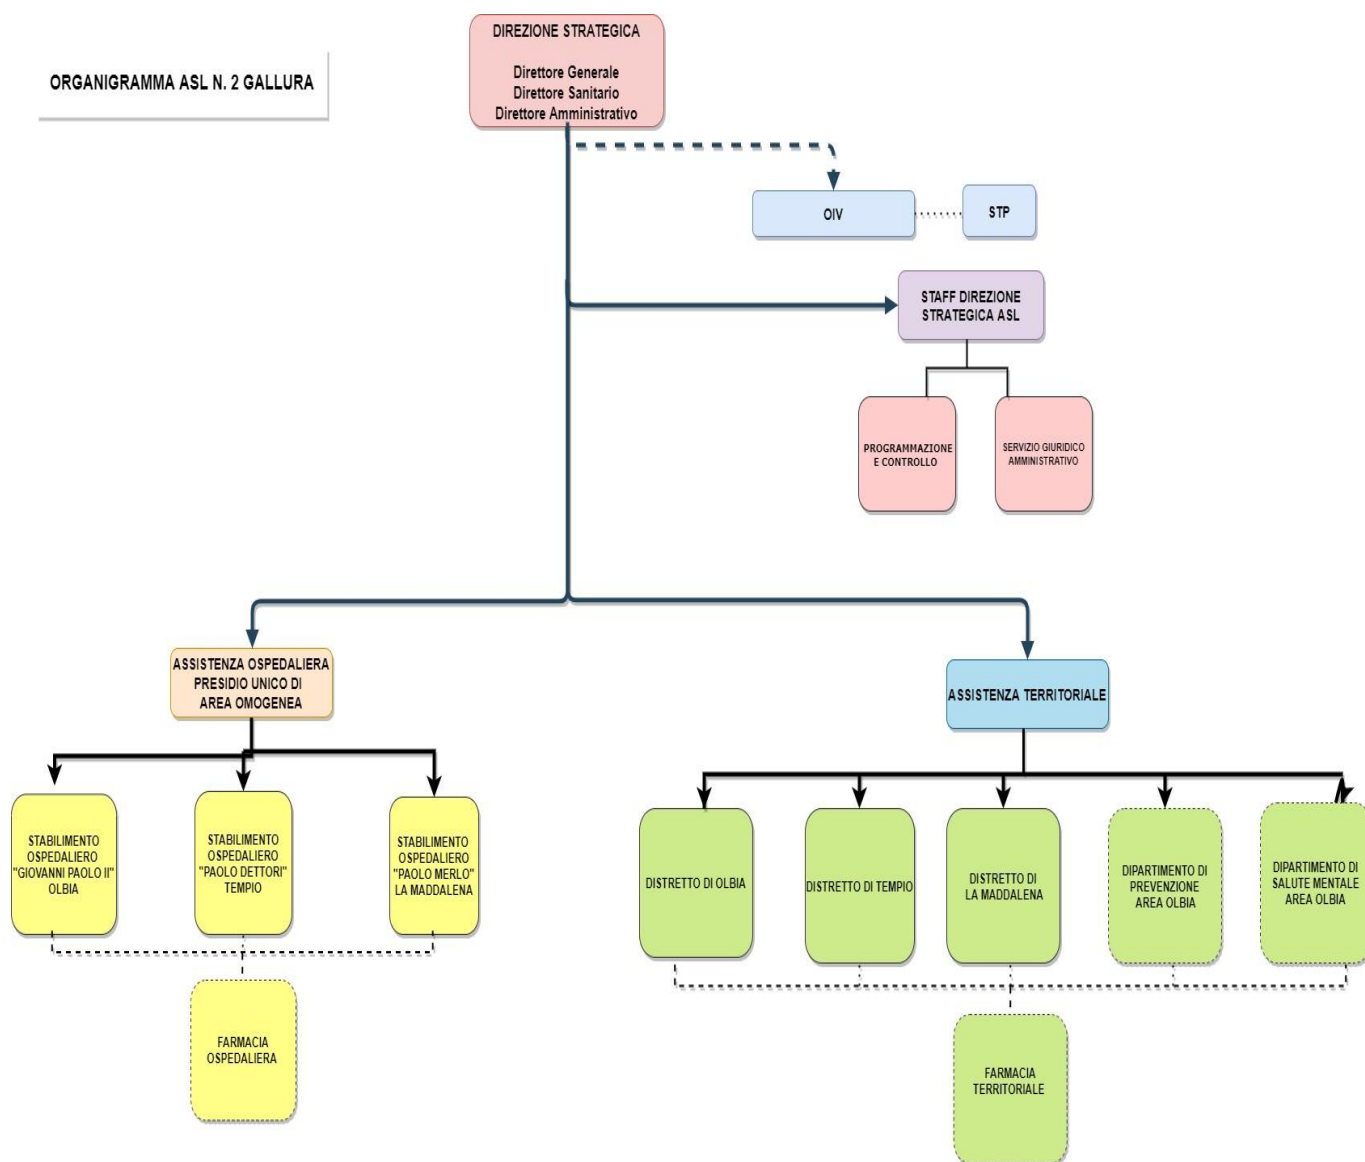 ORGANIGRAMMA ASL N. 2 GALLURA
DIREZIONE STRATEGICA
Direttore Generale
Direttore Sanitario
Direttore Amministrativo
OIV
STP
STAFF DIREZIONE
STRATEGICA ASL
PROGRAMMAZIONE
E CONTROLLO
SERVIZIO GIURIDICO
AMMINISTRATIVO
ASSISTENZA OSPEDALIERA
PRESIDIO UNICO DI
AREA OMOGENEA
ASSISTENZA TERRITORIALE
STABILIMENTO
OSPEDALIERO
"GIOVANNI PAOLO II"
OLBIA
STABILIMENTO
OSPEDALIERO
"PAOLO DETTORI"
TEMPIO
STABILIMENTO
OSPEDALIERO
"PAOLO MERLO"
LA MADDALENA
DISTRETTO DI OLBIA
DISTRETTO DI TEMPIO
DISTRETTO DI
LA MADDALENA
DIPARTIMENTO DI
PREVENZIONE
AREA OLBIA
DIPARTIMENTO DI
SALUTE MENTALE
AREA OLBIA
FARMACIA
OSPEDALIERA
FARMACIA
TERRITORIALE